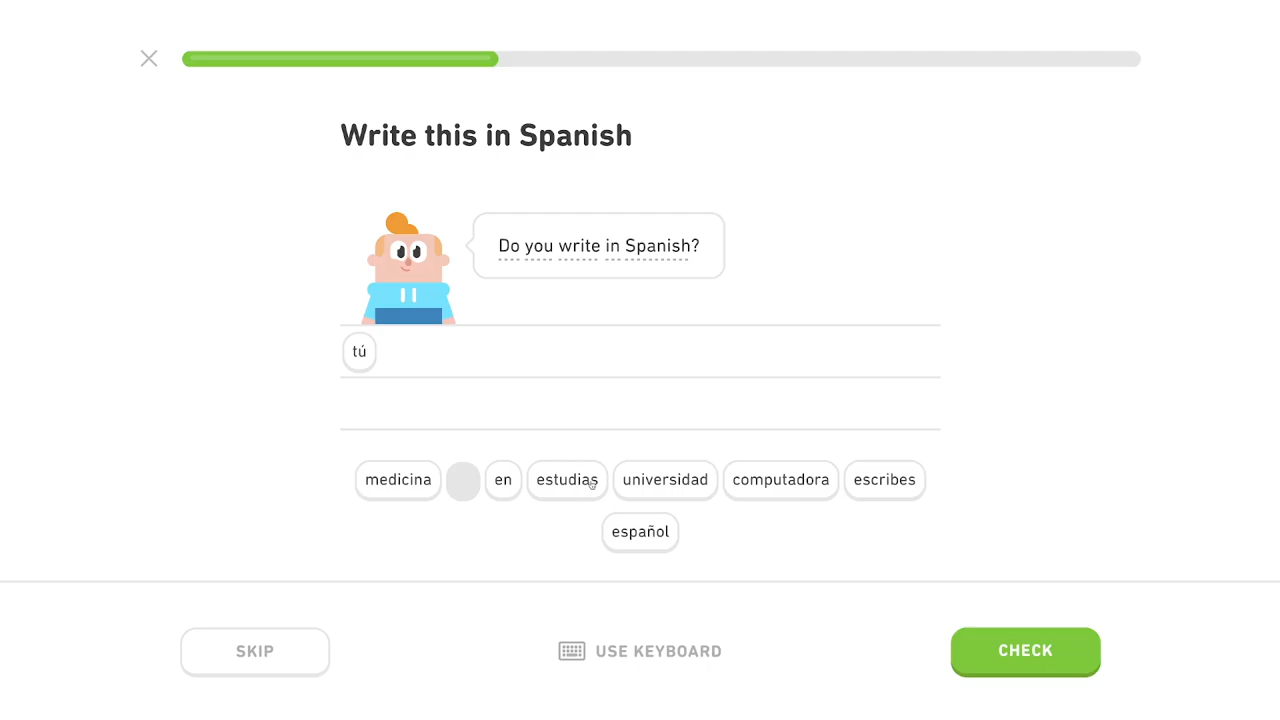 Write this in Spanish
Do you write in Spanish?
tú
medicina en estudias universidad computadora escribes
español
SKIP USE KEYBOARD CHECK